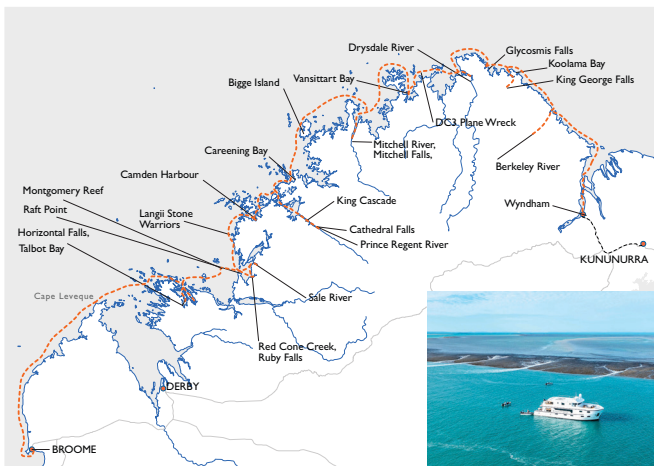 Drysdale River
Glycosmis Falls
Koolama Bay
King George Falls
Vansittart Bay
Bigge Island
DC3 Plane Wreck
Mitchell River,
Mitchell Falls,
Berkeley River
Careening Bay
Camden Harbour
Montgomery Reef
Raft Point
Langii Stone
Warriors
Horizontal Falls,
Talbot Bay
King Cascade
Cathedral Falls
Prince Regent River
Wyndham
KUNUNURRA
Cape Leveque
Sale River
Red Cone Creek,
Ruby Falls
DERBY
BROOME